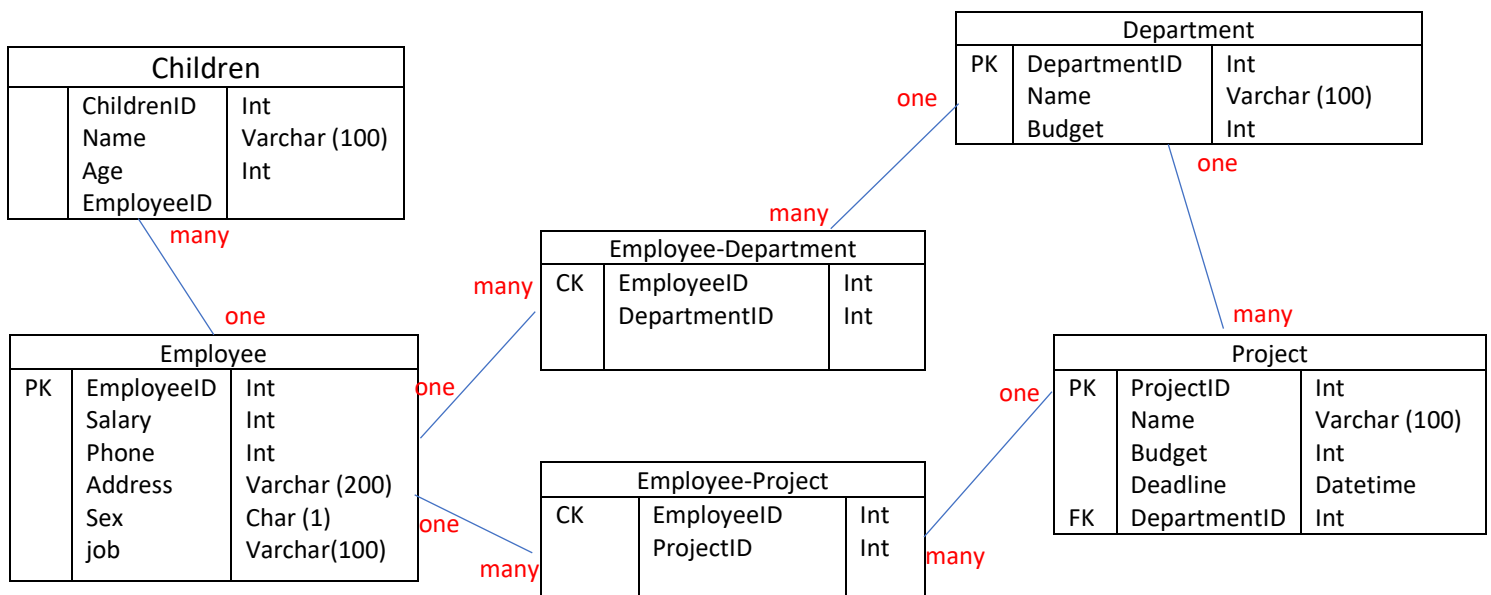 Children
ChildrenID Int
Name Varchar (100)
Age Int
EmployeeID
many
one
Employee
PK EmployeeID Int
Salary Int
Phone Int
Address Varchar (200)
Sex Char (1)
job Varchar(100)
many
one
one
many
Employee-Department
CK EmployeeID Int
DepartmentID Int
many
one
Employee-Project
CK EmployeeID Int
ProjectID Int
many
one
Department
PK DepartmentID Int
Name Varchar (100)
Budget Int
one
many
Project
PK ProjectID Int
Name Varchar (100)
Budget Int
Deadline Datetime
FK DepartmentID Int